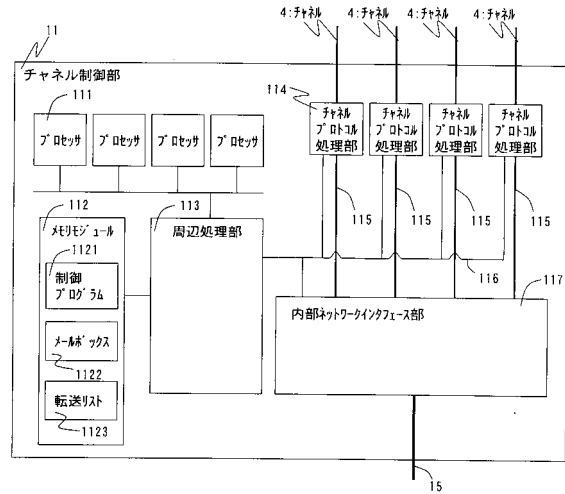 4:チャネル 4:チャネル 4:チャネル 4:チャネル
11
チャネル制御部
111
プロセッサ プロセッサ プロセッサ プロセッサ
114
チャネル
プロトコル
処理部
チャネル
プロトコル
処理部
チャネル
プロトコル
処理部
チャネル
プロトコル
処理部
115 115 115 115
112
メモリモジュール
1121
制御
プログラム
メールボックス
1122
転送リスト
1123
113
周辺処理部
116
117
内部ネットワークインタフェース部
15